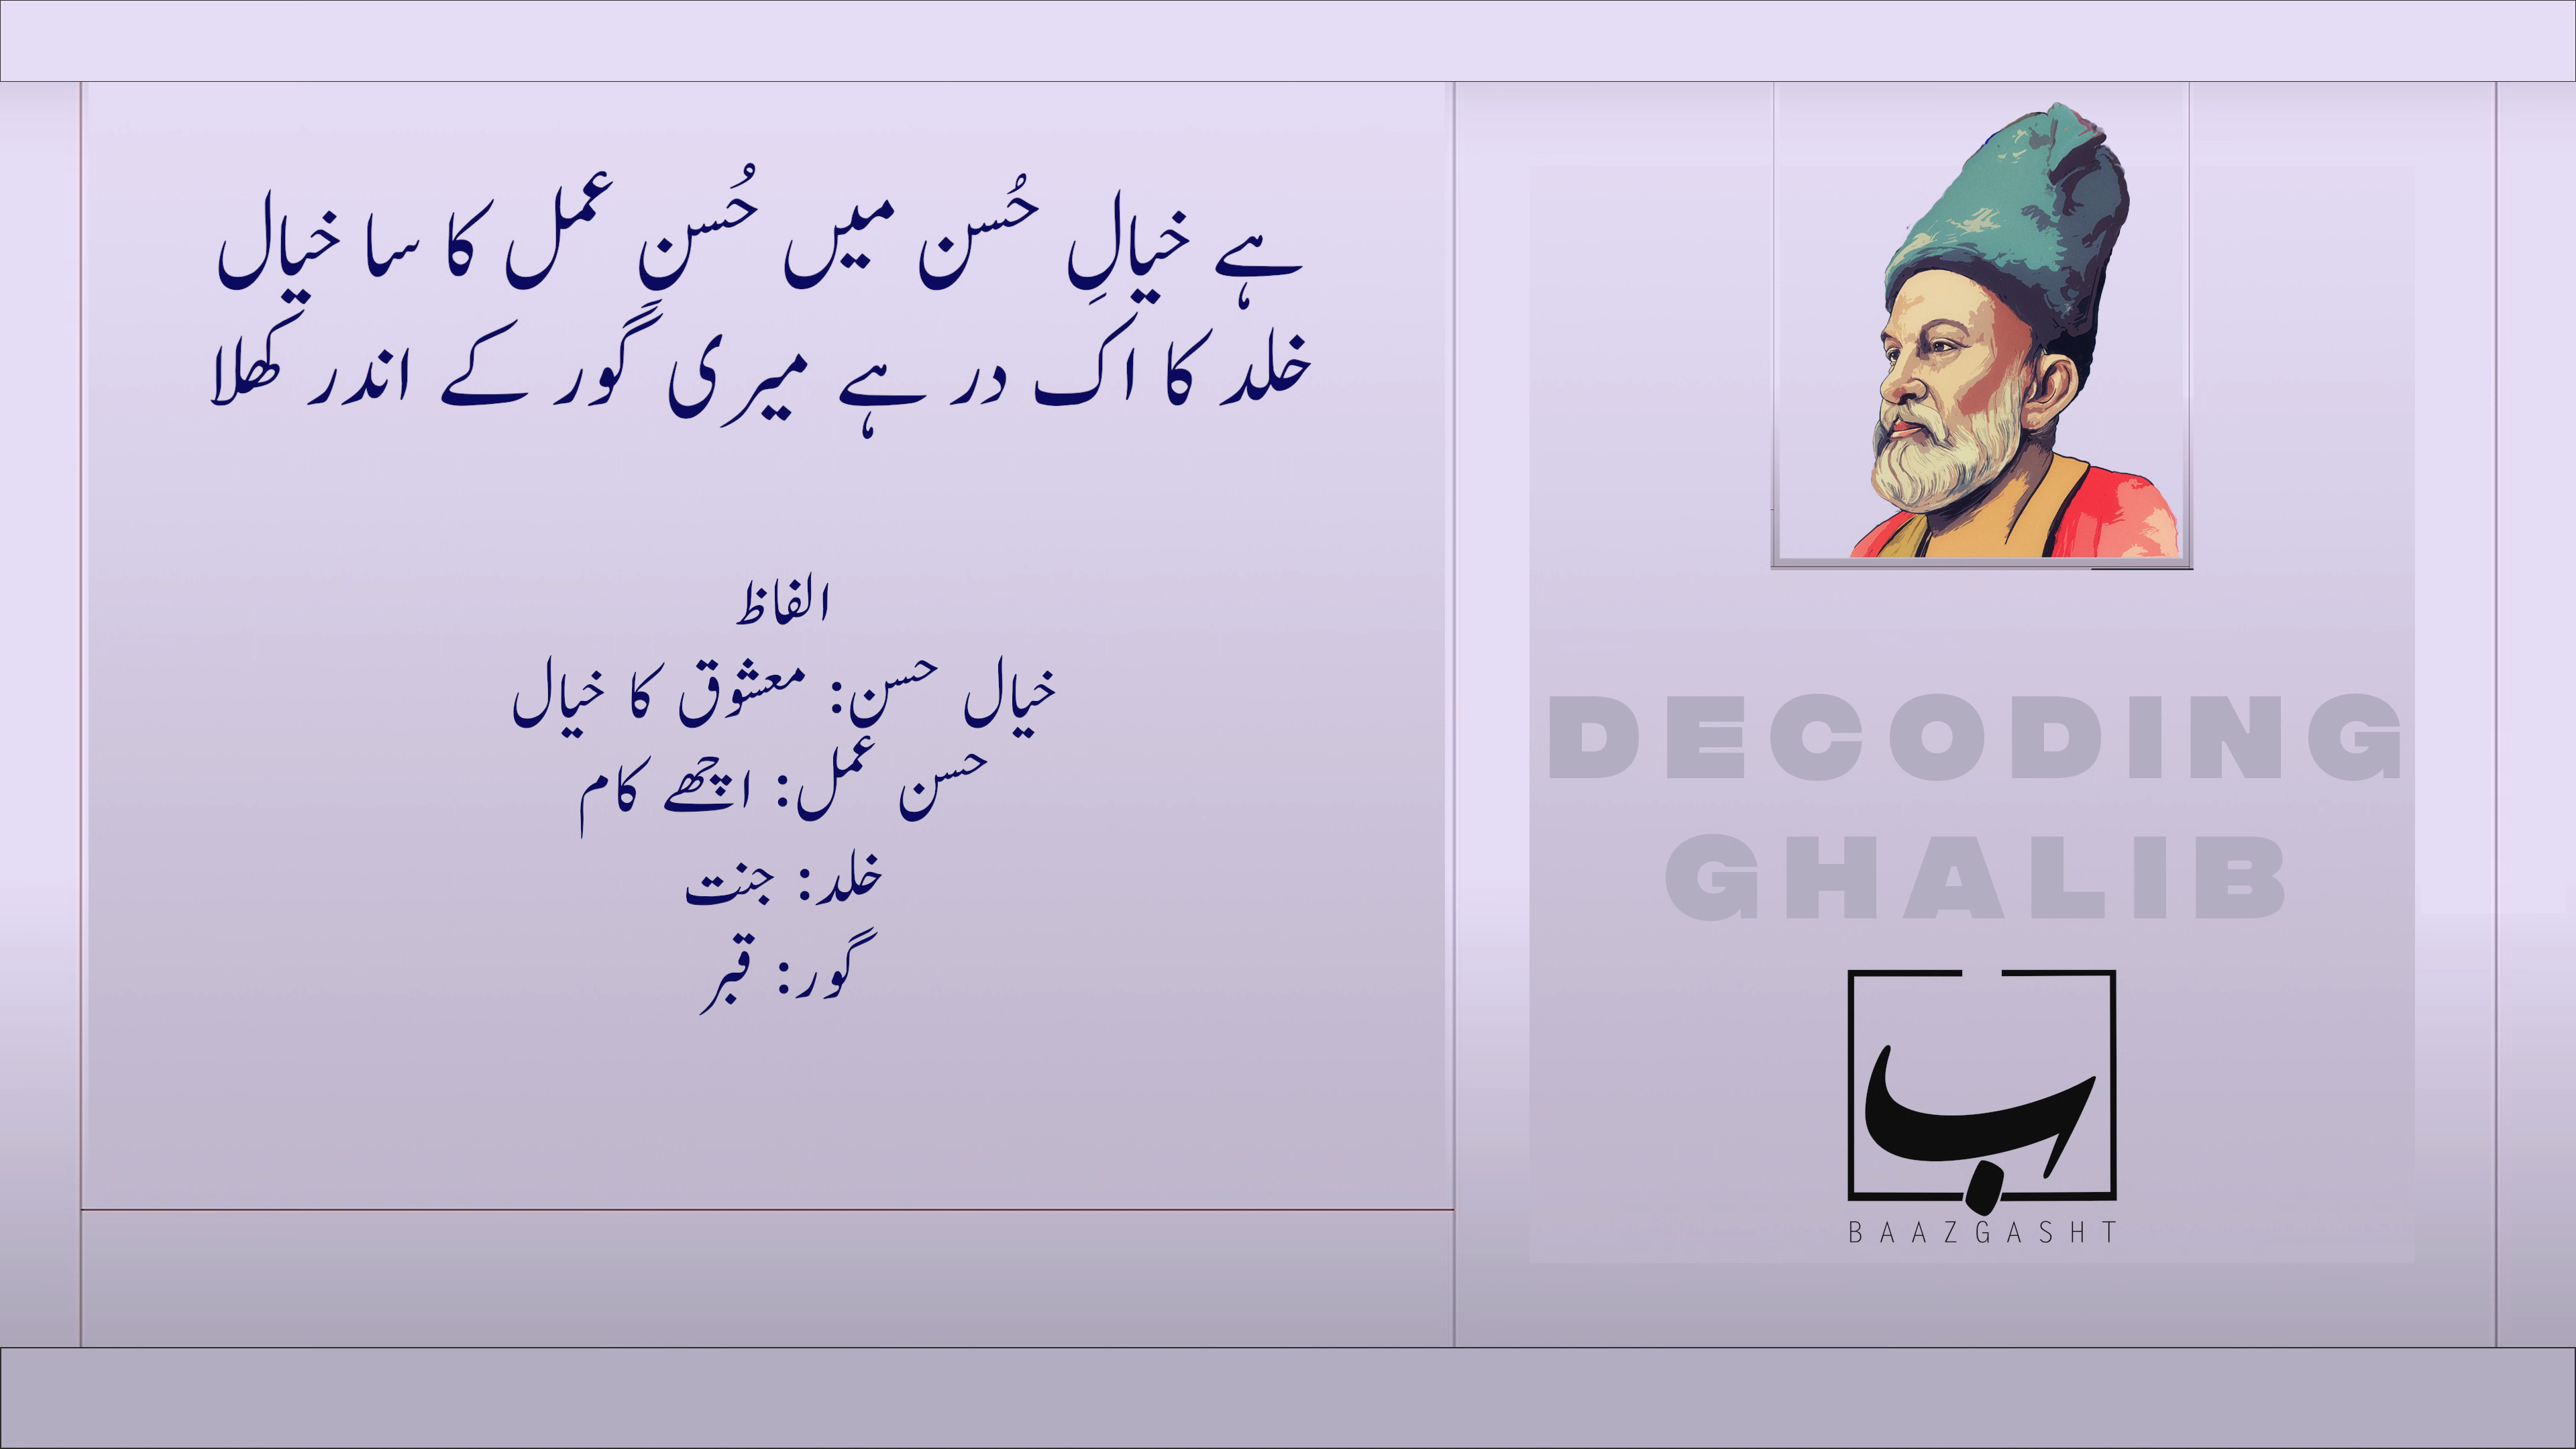 ہے خیالِ حُسن میں حُسنِ عمل کا سا خیال
خلد کا اک در ہے میری گور کے اندر کھلا
الفاظ
خیال حسن: معشوق کا خیال
حسن عمل: اچھے کام
خلد: جنت
گور: قبر
DECODING
GHALIB
ب
BAAZGASHT